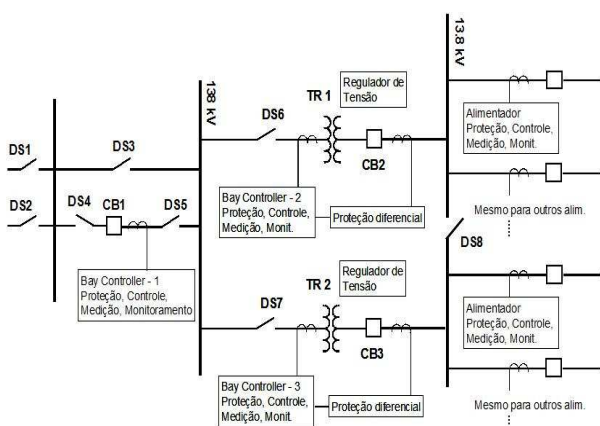 13.8 kV
138 kV
Regulador de
Tensão
TR 1
DS6
CB2
Alimentador
Proteção, Controle,
Medição, Monit.
DS1
DS3
DS2
DS4
CB1
DS5
Bay Controller - 2
Proteção, Controle,
Medição, Monit.
Proteção diferencial
Mesmo para outros alim.
DS8
Bay Controller - 1
Proteção, Controle,
Medição, Monitoramento
Regulador de
Tensão
TR 2
DS7
CB3
Alimentador
Proteção, Controle,
Medição, Monit.
Bay Controller - 3
Proteção, Controle,
Medição, Monit.
Proteção diferencial
Mesmo para outros alim.